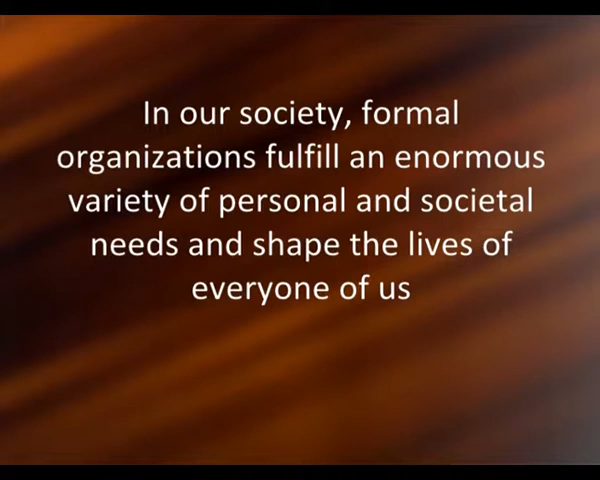 In our society, formal
organizations fulfill an enormous
variety of personal and societal
needs and shape the lives of
everyone of us